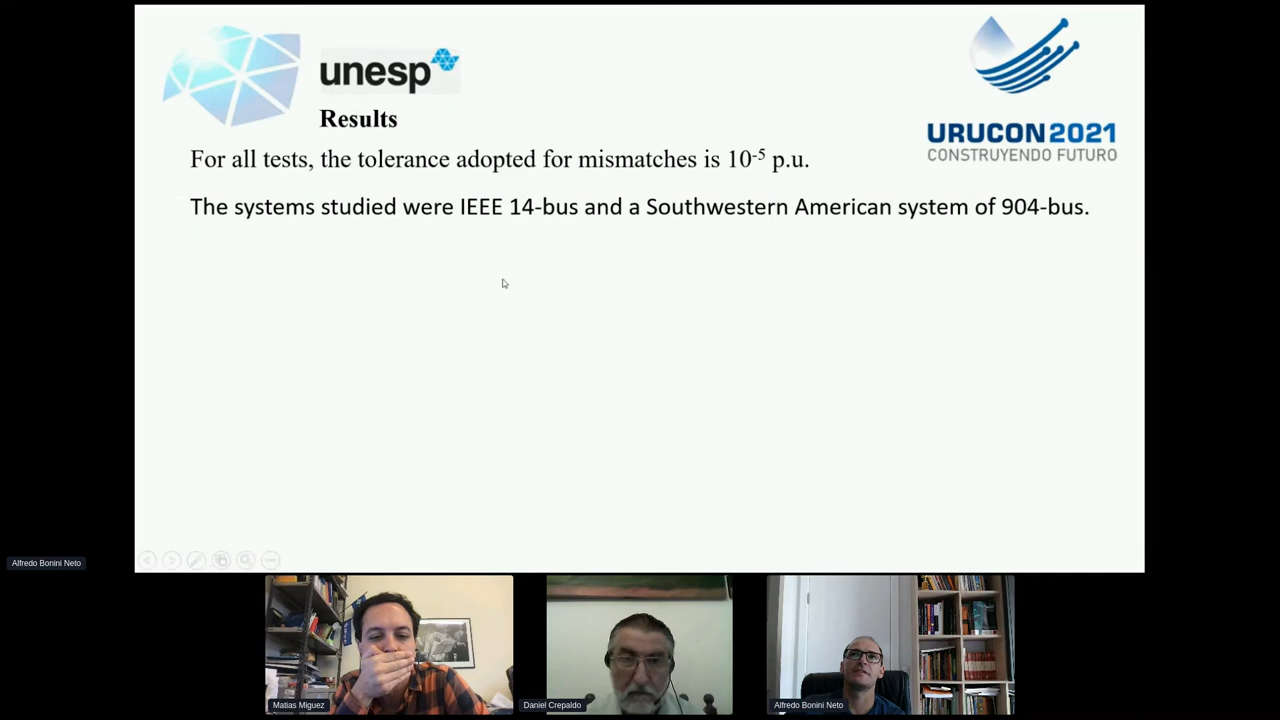 unesp
URUCON 2021
CONSTRUYENDO FUTURO
Results
For all tests, the tolerance adopted for mismatches is 10⁻⁵ p.u.
The systems studied were IEEE 14-bus and a Southwestern American system of 904-bus.
Alfredo Bonini Neto
Matias Miguez
Daniel Crepaldo
Alfredo Bonini Neto